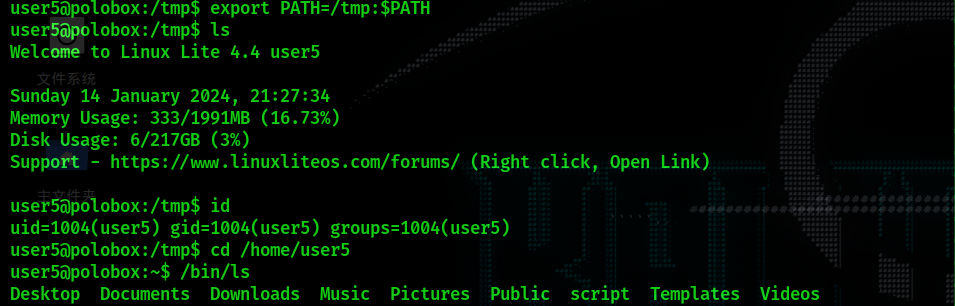 user5@polobox:/tmp$ export PATH=/tmp:$PATH
user5@polobox:/tmp$ ls
Welcome to Linux Lite 4.4 user5
文件系统
Sunday 14 January 2024, 21:27:34
Memory Usage: 333/1991MB (16.73%)
Disk Usage: 6/217GB (3%)
Support - https://www.linuxliteos.com/forums/ (Right click, Open Link)
主文件夹
user5@polobox:/tmp$ id
uid=1004(user5) gid=1004(user5) groups=1004(user5)
user5@polobox:/tmp$ cd /home/user5
user5@polobox:~$ /bin/ls
Desktop  Documents  Downloads  Music  Pictures  Public  script  Templates  Videos